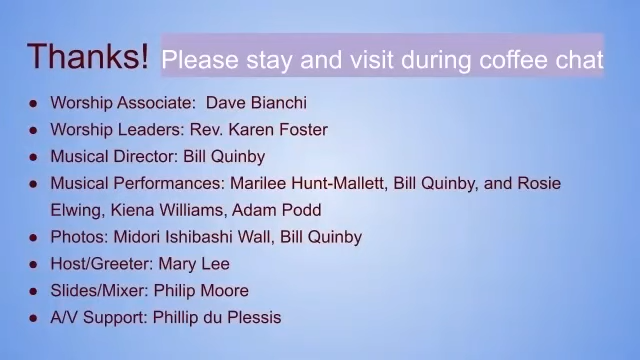 Thanks! Please stay and visit during coffee chat
● Worship Associate:  Dave Bianchi
● Worship Leaders: Rev. Karen Foster
● Musical Director: Bill Quinby
● Musical Performances: Marilee Hunt-Mallett, Bill Quinby, and Rosie
Elwing, Kiena Williams, Adam Podd
● Photos: Midori Ishibashi Wall, Bill Quinby
● Host/Greeter: Mary Lee
● Slides/Mixer: Philip Moore
● A/V Support: Phillip du Plessis